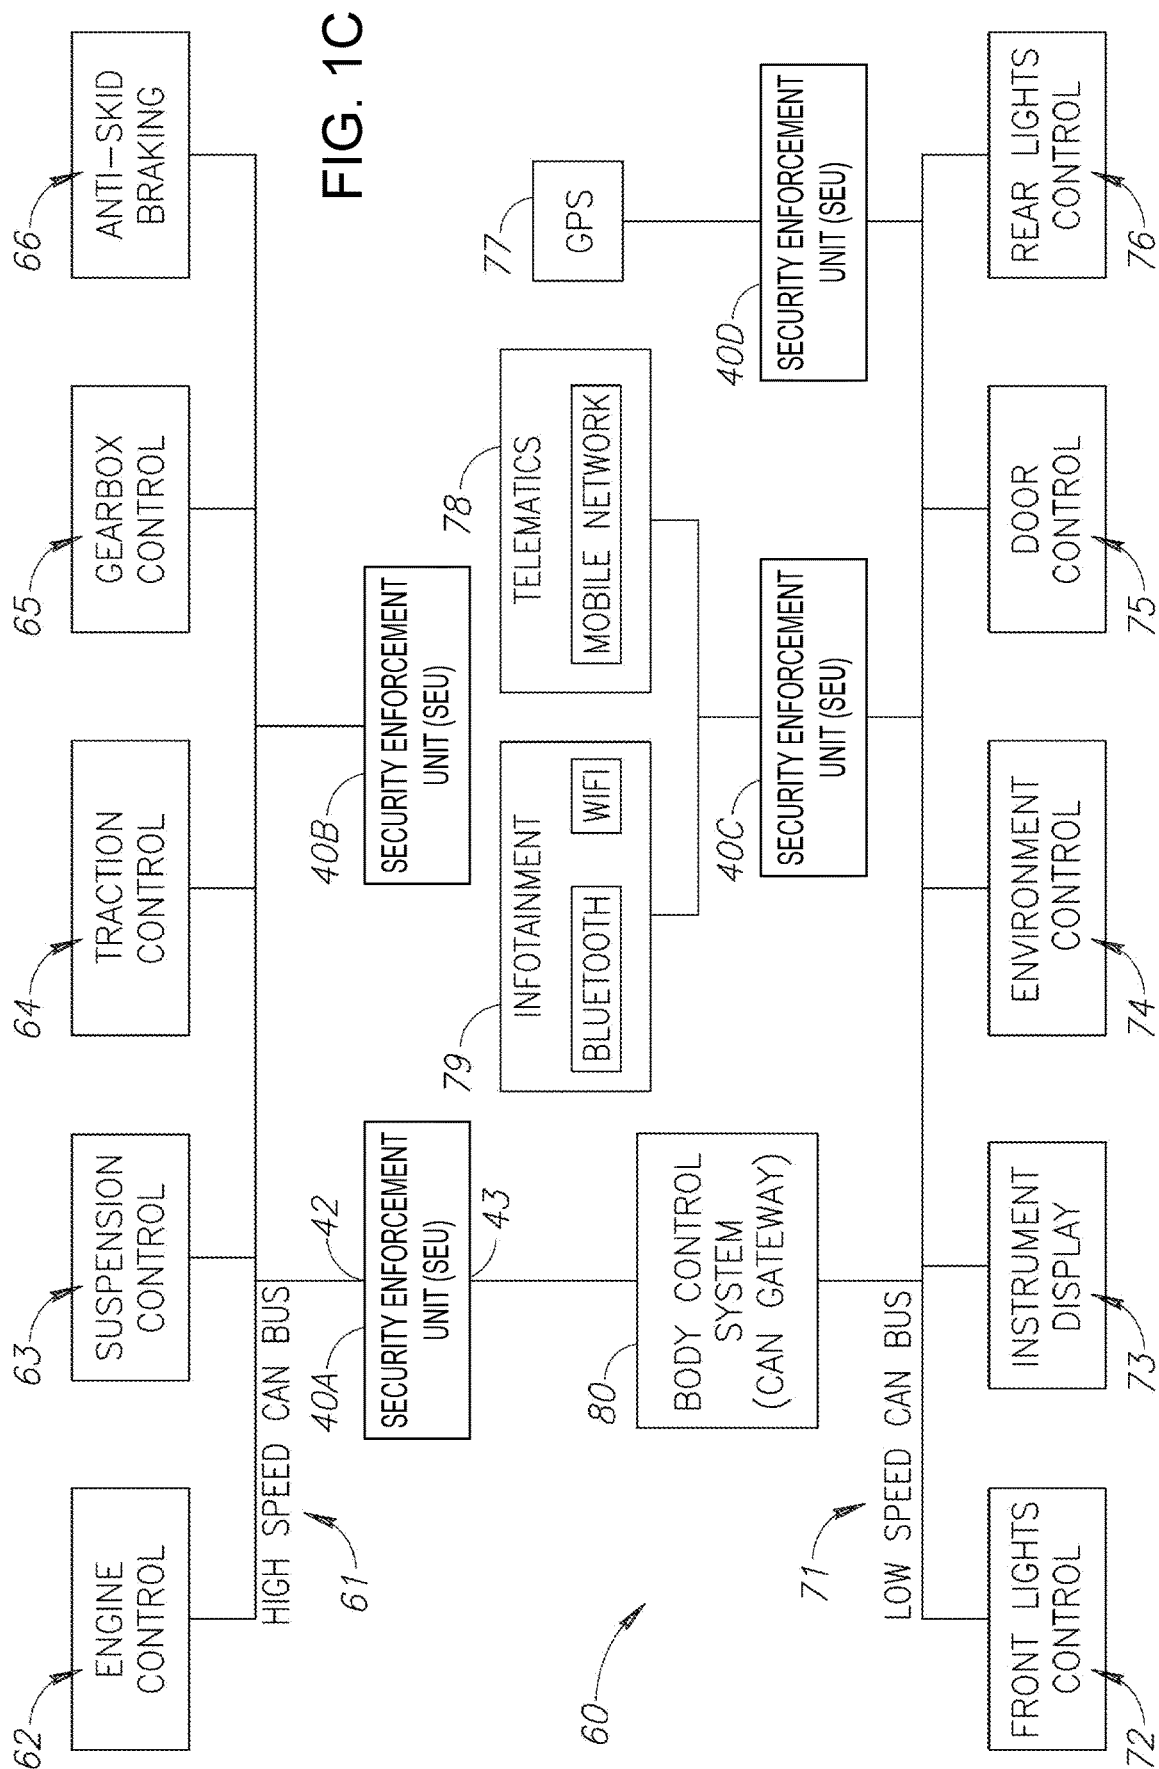 62
ENGINE
CONTROL
63
SUSPENSION
CONTROL
64
TRACTION
CONTROL
65
GEARBOX
CONTROL
66
ANTI-SKID
BRAKING
HIGH SPEED CAN BUS
61
FIG. 1C
42
40A
SECURITY ENFORCEMENT
UNIT (SEU)
43
40B
SECURITY ENFORCEMENT
UNIT (SEU)
79
INFOTAINMENT
BLUETOOTH
WIFI
78
TELEMATICS
MOBILE NETWORK
77
GPS
60
80
BODY CONTROL
SYSTEM
(CAN GATEWAY)
40C
SECURITY ENFORCEMENT
UNIT (SEU)
40D
SECURITY ENFORCEMENT
UNIT (SEU)
71
LOW SPEED CAN BUS
FRONT LIGHTS
CONTROL
72
INSTRUMENT
DISPLAY
73
ENVIRONMENT
CONTROL
74
DOOR
CONTROL
75
REAR LIGHTS
CONTROL
76